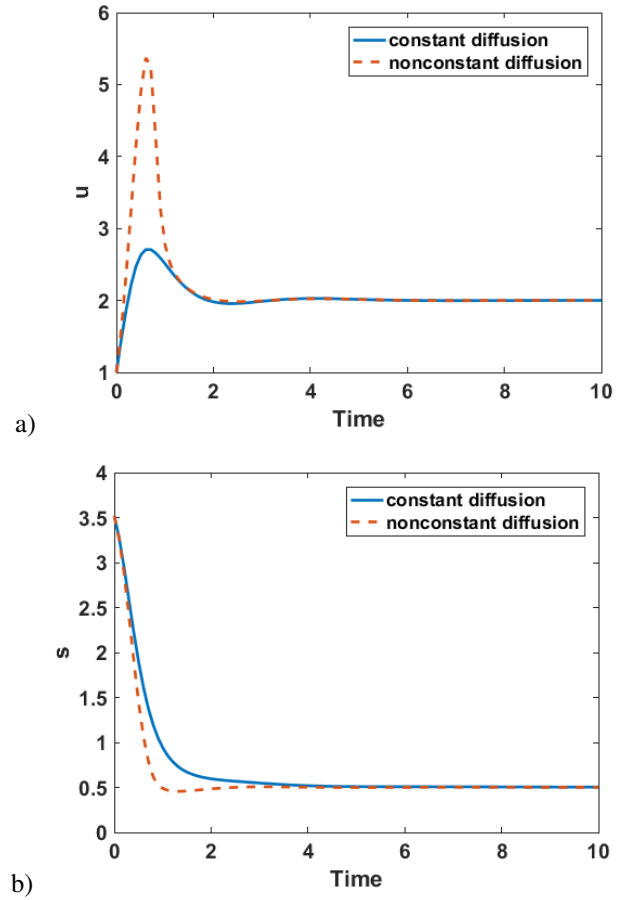 6
5
4
3
2
1
u
constant diffusion
nonconstant diffusion
0 2 4 6 8 10
Time
a)
4
3.5
3
2.5
2
1.5
1
0.5
0
s
constant diffusion
nonconstant diffusion
0 2 4 6 8 10
Time
b)